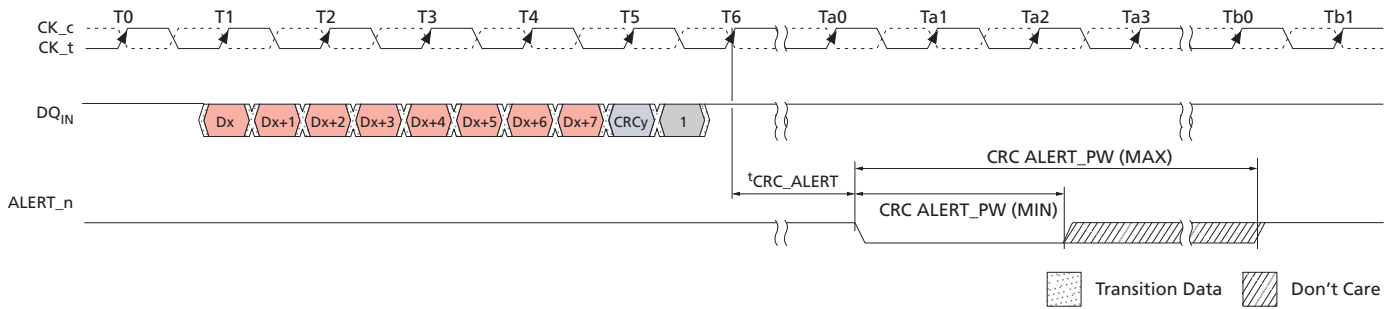 T0 T1 T2 T3 T4 T5 T6 Ta0 Ta1 Ta2 Ta3 Tb0 Tb1
CK_c
CK_t
DQIN
Dx Dx+1 Dx+2 Dx+3 Dx+4 Dx+5 Dx+6 Dx+7 CRCy 1
CRC ALERT_PW (MAX)
tCRC_ALERT
CRC ALERT_PW (MIN)
ALERT_n
Transition Data Don't Care